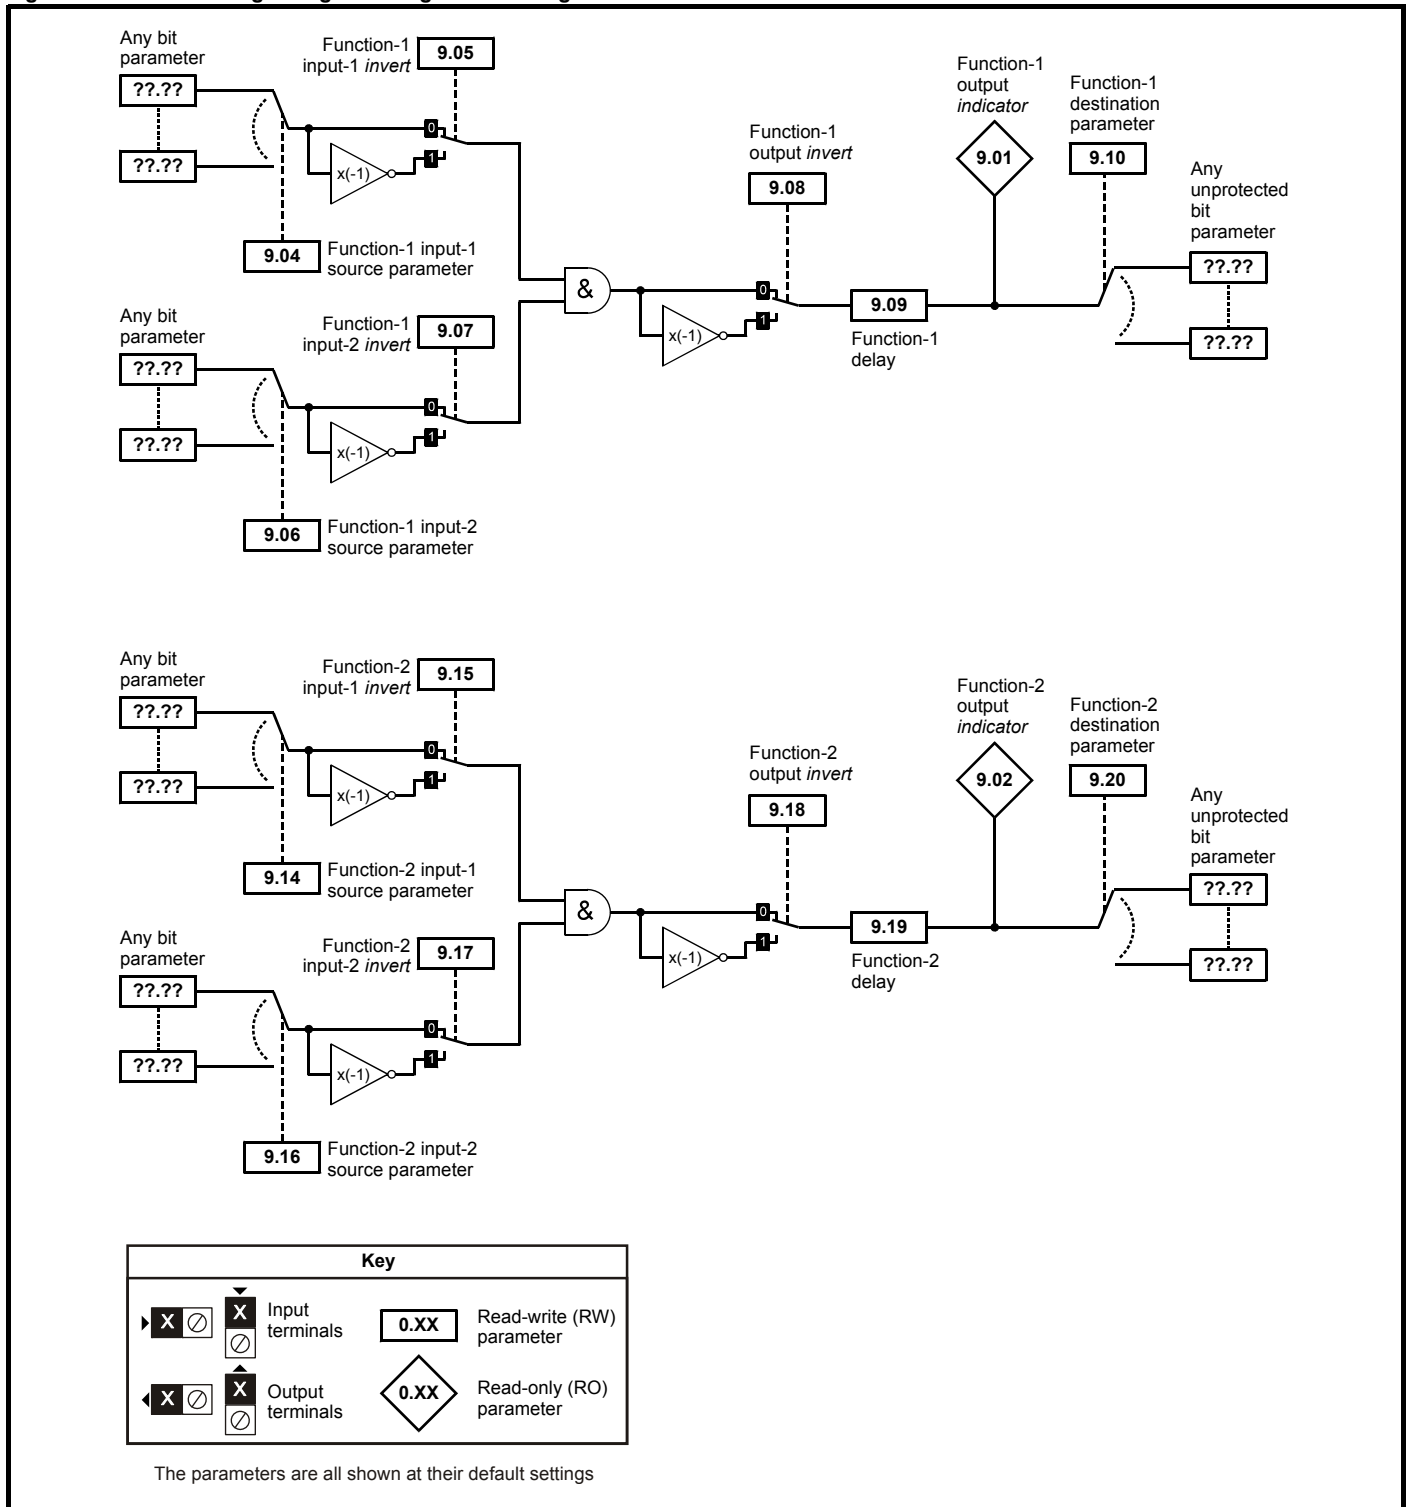 Any bit
parameter
??.??
??.??
Function-1
input-1 invert
9.05
0
1
x(-1)
9.04
Function-1 input-1
source parameter
Any bit
parameter
??.??
??.??
Function-1
input-2 invert
9.07
0
1
x(-1)
9.06
Function-1 input-2
source parameter
&
Function-1
output invert
9.08
0
1
x(-1)
9.09
Function-1
delay
Function-1
output
indicator
9.01
Function-1
destination
parameter
9.10
Any
unprotected
bit
parameter
??.??
??.??
Any bit
parameter
??.??
??.??
Function-2
input-1 invert
9.15
0
1
x(-1)
9.14
Function-2 input-1
source parameter
Any bit
parameter
??.??
??.??
Function-2
input-2 invert
9.17
0
1
x(-1)
9.16
Function-2 input-2
source parameter
&
Function-2
output invert
9.18
0
1
x(-1)
9.19
Function-2
delay
Function-2
output
indicator
9.02
Function-2
destination
parameter
9.20
Any
unprotected
bit
parameter
??.??
??.??
Key
X
X
Input
terminals
0.XX
Read-write (RW)
parameter
X
X
Output
terminals
0.XX
Read-only (RO)
parameter
The parameters are all shown at their default settings